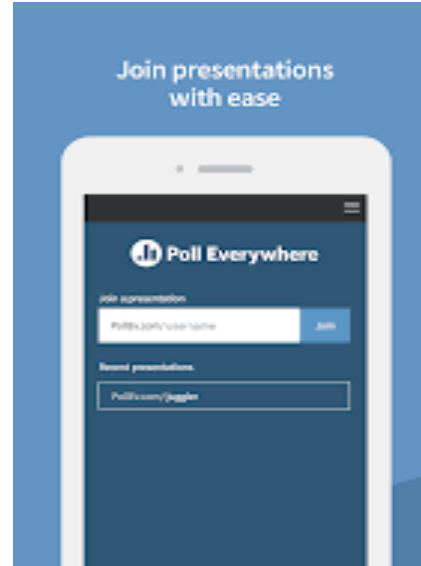 Join presentations
with ease
Poll Everywhere
Join a presentation
PollEv.com/username
Join
Recent presentations
PollEv.com/juggler